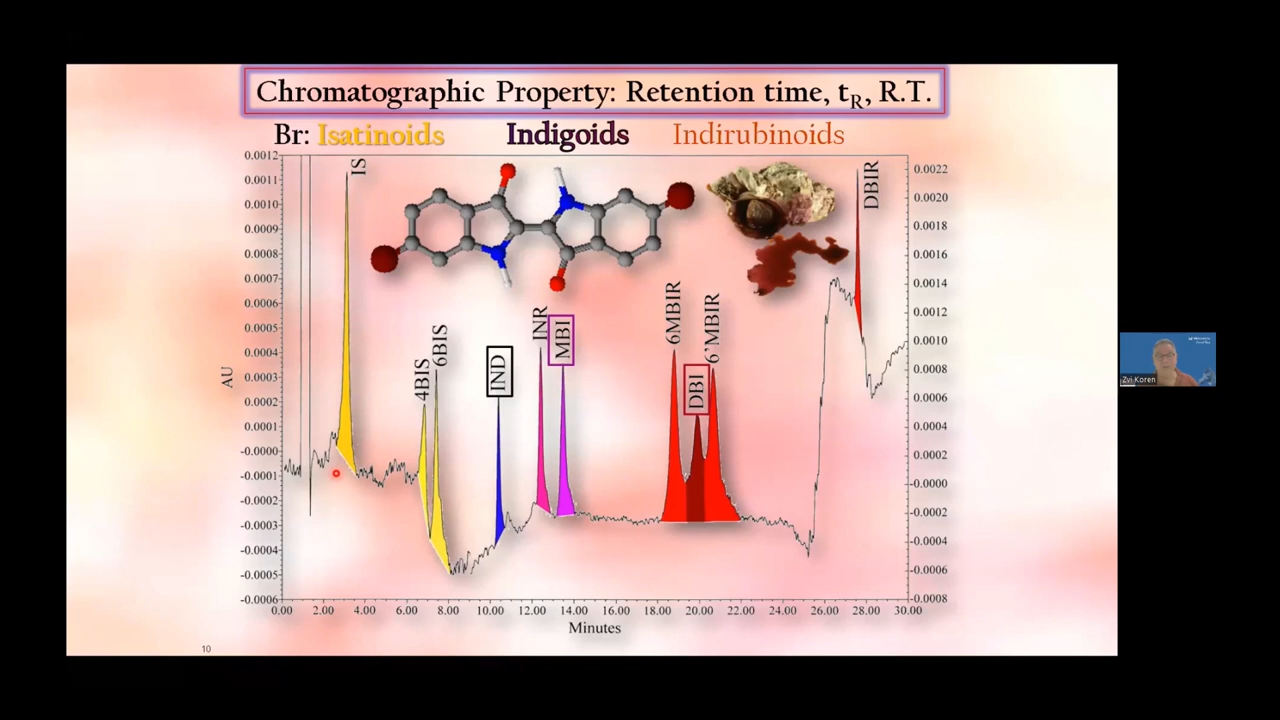 Chromatographic Property: Retention time, tR, R.T.
Br: Isatinoids Indigoids Indirubinoids
0.0012
0.0011
0.0010
0.0009
0.0008
0.0007
0.0006
0.0005
0.0004
0.0003
0.0002
0.0001
-0.0000
-0.0001
-0.0002
-0.0003
-0.0004
-0.0005
-0.0006
AU
IS
4BIS
6BIS
IND
INR
MBI
6MBIR
DBI
6'MBIR
DBIR
0.0022
0.0020
0.0018
0.0016
0.0014
0.0012
0.0010
0.0008
0.0006
0.0004
0.0002
-0.0000
-0.0002
-0.0004
-0.0006
-0.0008
0.00 2.00 4.00 6.00 8.00 10.00 12.00 14.00 16.00 18.00 20.00 22.00 24.00 26.00 28.00 30.00
Minutes
10
Zvi Koren